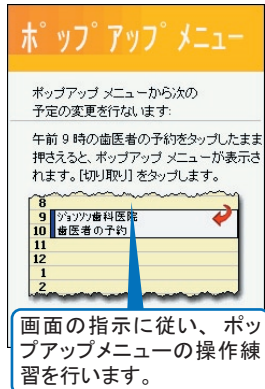 ポップアップ メニュー
ポップアップ メニューから次の
予定の変更を行ないます:
午前 9 時の歯医者の予約をタップしたまま
押さえると、ポップアップ メニューが表示さ
れます。[切り取り] をタップします。
8
9 ジョンソン歯科医院
10 歯医者の予約
11
12
1
2
画面の指示に従い、ポッ
プアップメニューの操作練
習を行います。